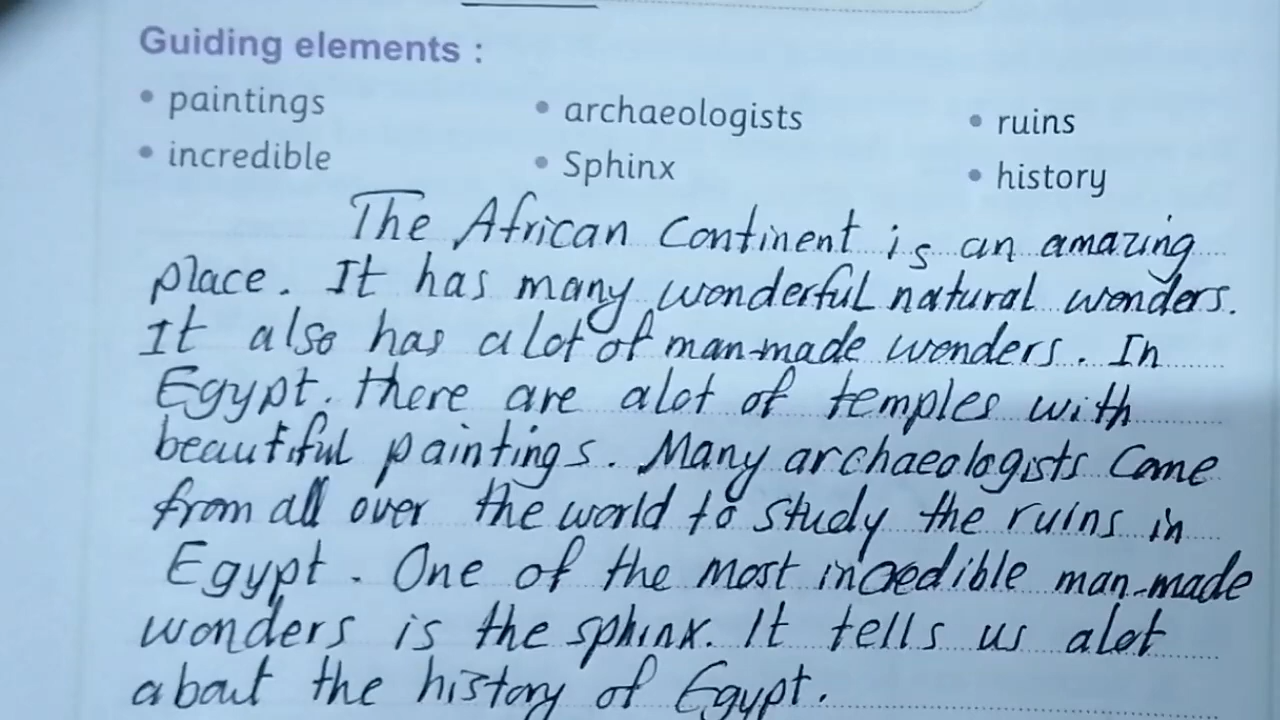 Guiding elements :
• paintings • archaeologists • ruins
• incredible • Sphinx • history
The African Continent is an amazing
place. It has many wonderful natural wonders.
It also has alot of man-made wonders. In
Egypt. there are alot of temples with
beautiful paintings. Many archaeologists Come
from all over the world to study the ruins in
Egypt. One of the most incredible man-made
wonders is the sphinx. It tells us alot
about the history of Egypt.